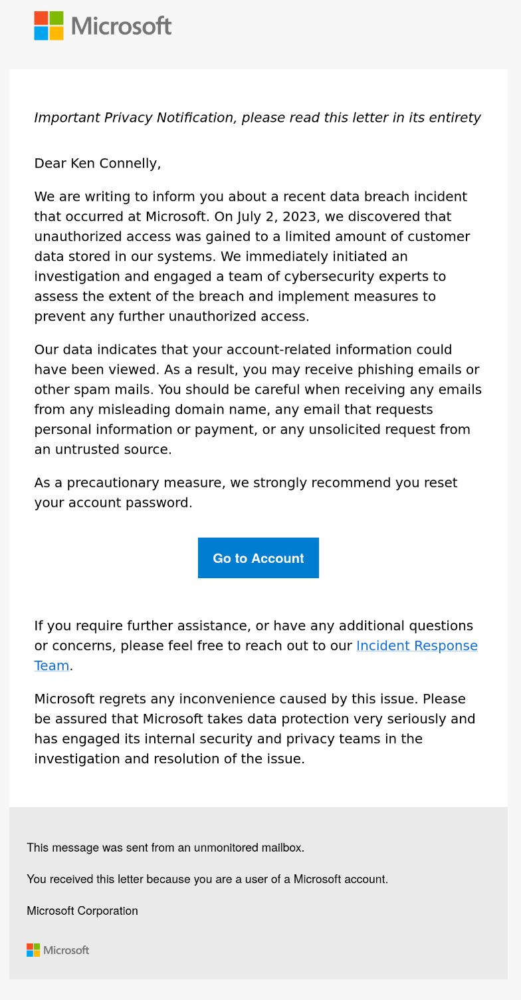 Microsoft
Important Privacy Notification, please read this letter in its entirety
Dear Ken Connelly,
We are writing to inform you about a recent data breach incident
that occurred at Microsoft. On July 2, 2023, we discovered that
unauthorized access was gained to a limited amount of customer
data stored in our systems. We immediately initiated an
investigation and engaged a team of cybersecurity experts to
assess the extent of the breach and implement measures to
prevent any further unauthorized access.
Our data indicates that your account-related information could
have been viewed. As a result, you may receive phishing emails or
other spam mails. You should be careful when receiving any emails
from any misleading domain name, any email that requests
personal information or payment, or any unsolicited request from
an untrusted source.
As a precautionary measure, we strongly recommend you reset
your account password.
Go to Account
If you require further assistance, or have any additional questions
or concerns, please feel free to reach out to our Incident Response
Team.
Microsoft regrets any inconvenience caused by this issue. Please
be assured that Microsoft takes data protection very seriously and
has engaged its internal security and privacy teams in the
investigation and resolution of the issue.
This message was sent from an unmonitored mailbox.
You received this letter because you are a user of a Microsoft account.
Microsoft Corporation
Microsoft